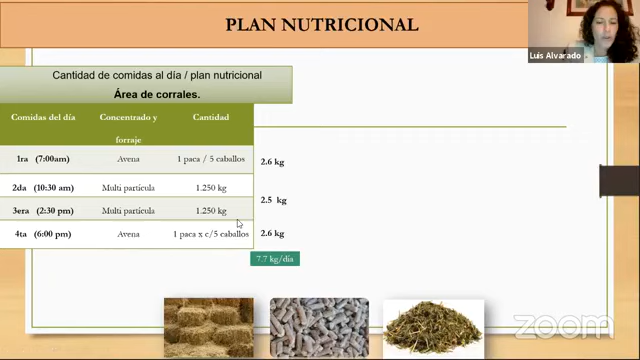 PLAN NUTRICIONAL
Luis Alvarado
Cantidad de comidas al día / plan nutricional
Área de corrales.
Comidas del día Concentrado y forraje Cantidad
1ra (7:00am) Avena 1 paca / 5 caballos 2.6 kg
2da (10:30 am) Multi partícula 1.250 kg
2.5 kg
3era (2:30 pm) Multi partícula 1.250 kg
4ta (6:00 pm) Avena 1 paca x c/5 caballos 2.6 kg
7.7 kg/día
zoom